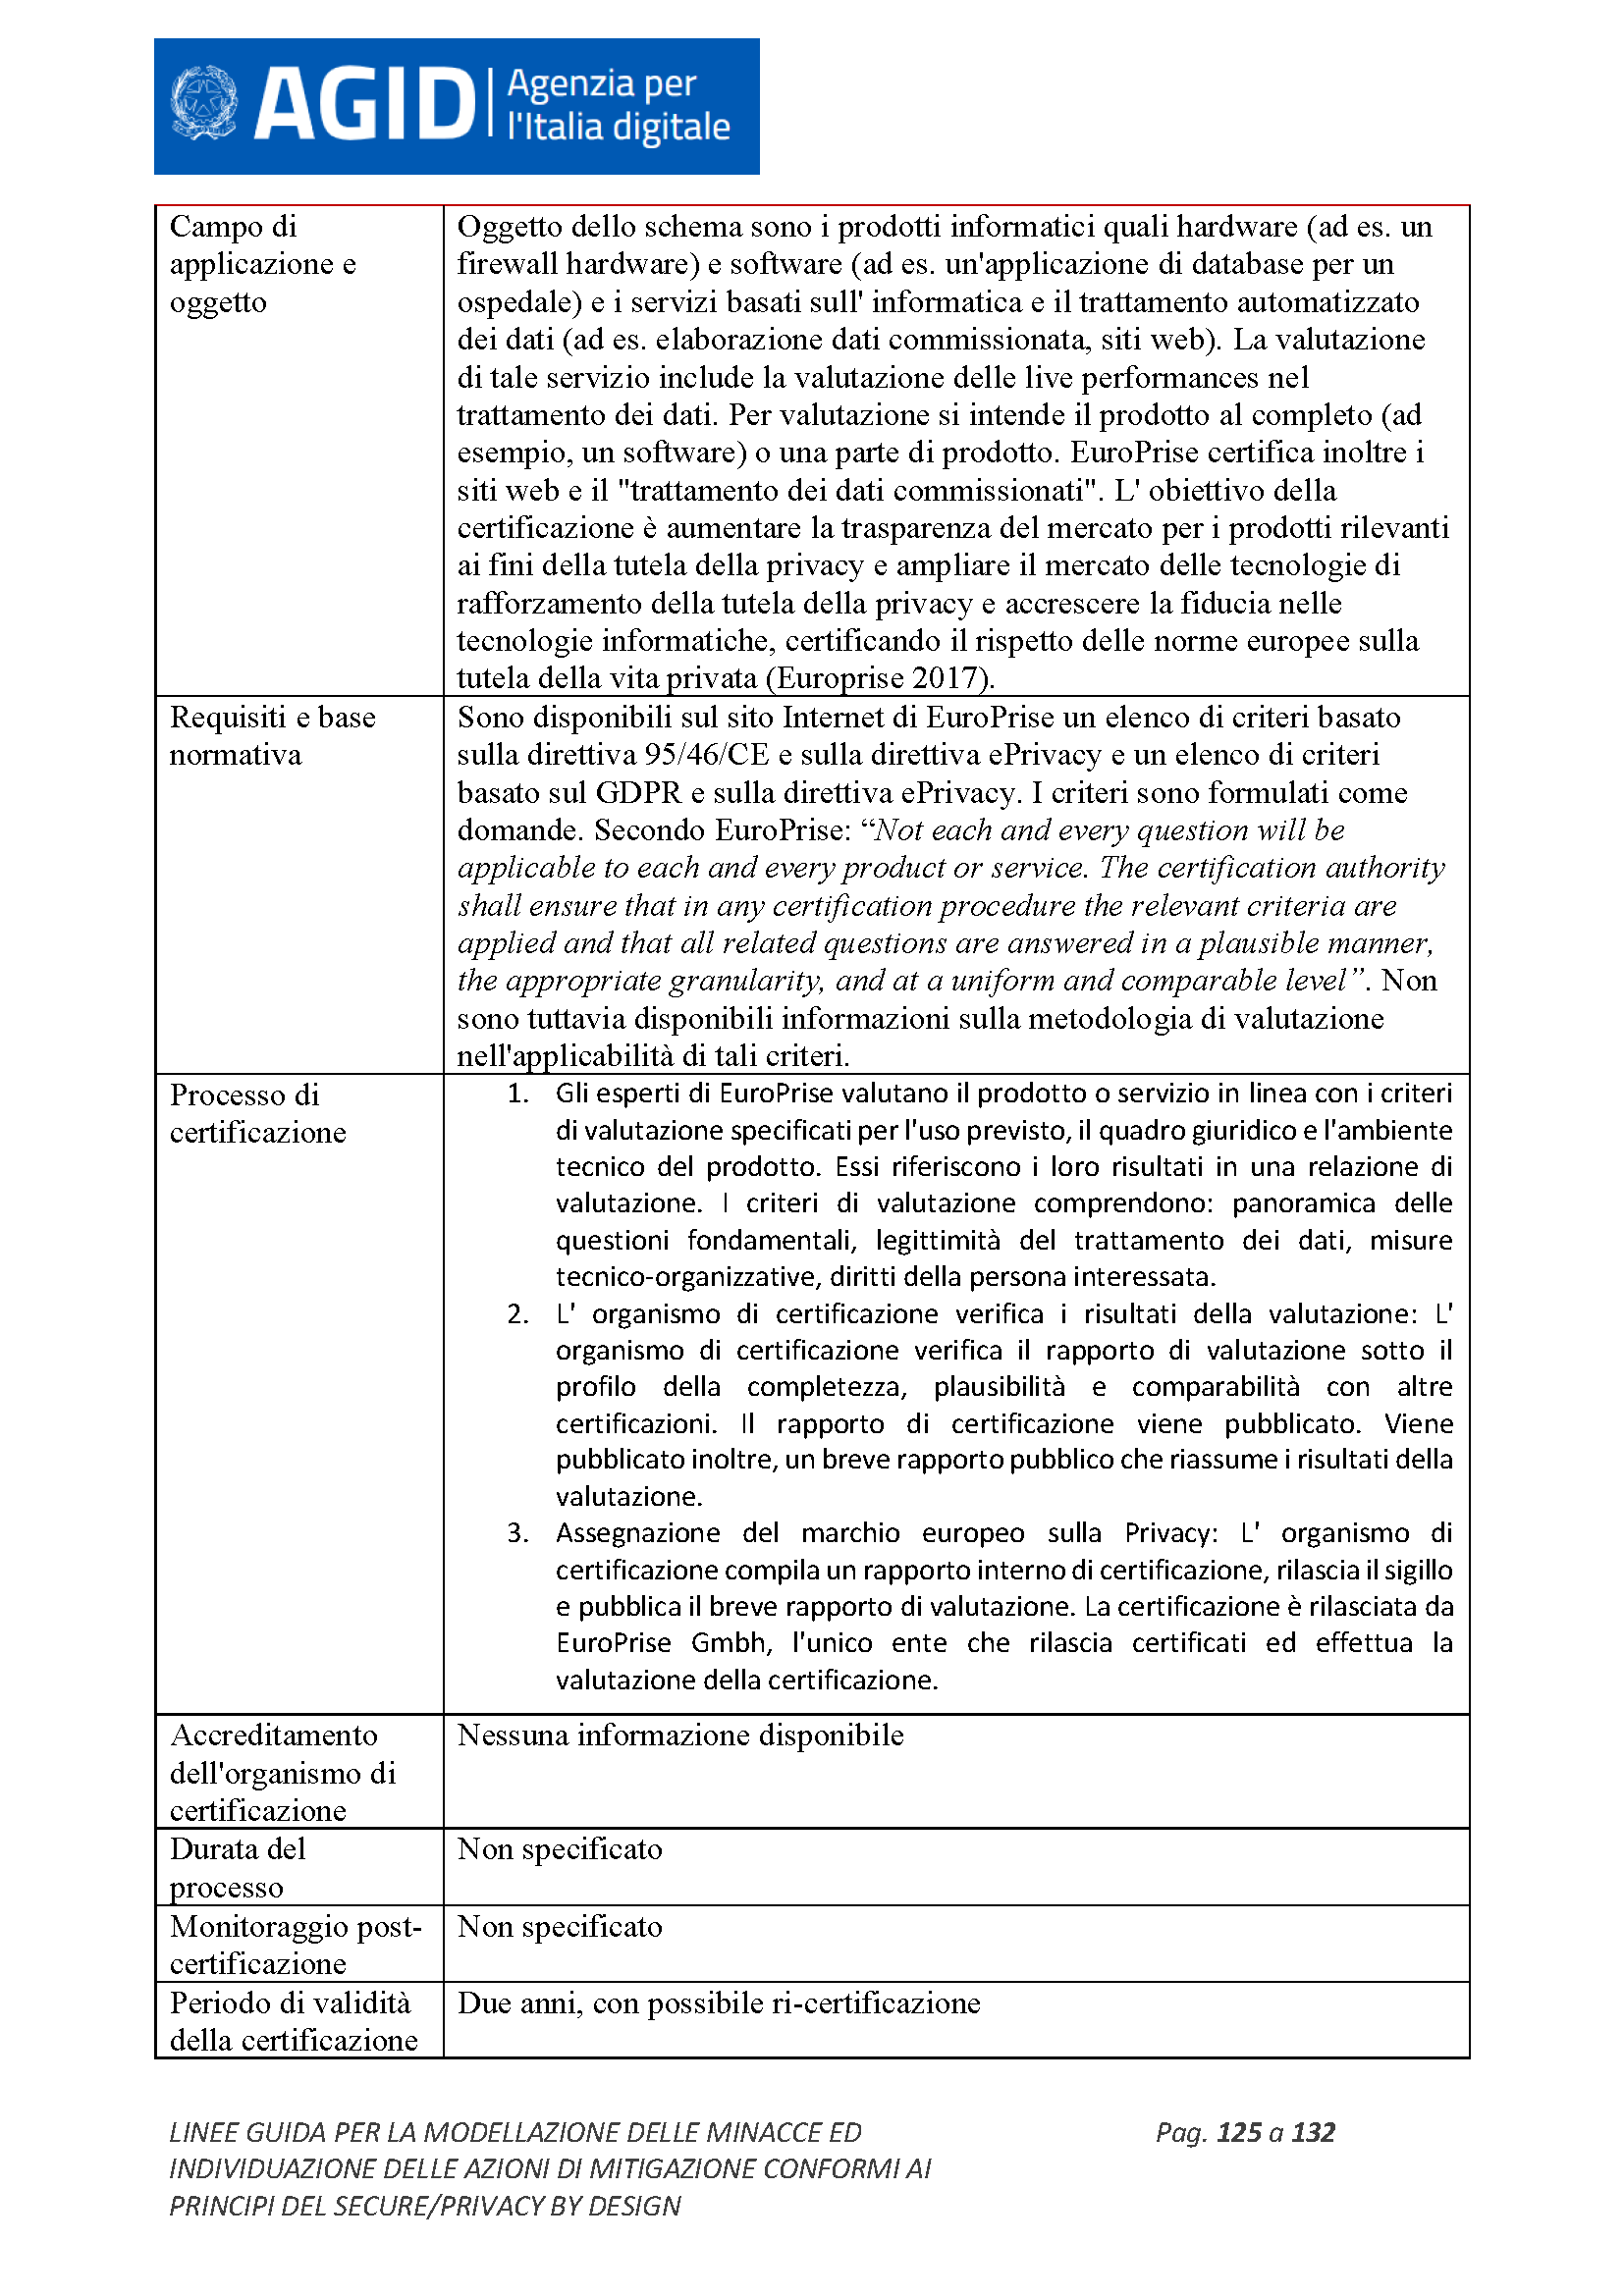 AGID
Agenzia per
l'Italia digitale
Campo di
applicazione e
oggetto
Oggetto dello schema sono i prodotti informatici quali hardware (ad es. un
firewall hardware) e software (ad es. un'applicazione di database per un
ospedale) e i servizi basati sull' informatica e il trattamento automatizzato
dei dati (ad es. elaborazione dati commissionata, siti web). La valutazione
di tale servizio include la valutazione delle live performances nel
trattamento dei dati. Per valutazione si intende il prodotto al completo (ad
esempio, un software) o una parte di prodotto. EuroPrise certifica inoltre i
siti web e il "trattamento dei dati commissionati". L' obiettivo della
certificazione è aumentare la trasparenza del mercato per i prodotti rilevanti
ai fini della tutela della privacy e ampliare il mercato delle tecnologie di
rafforzamento della tutela della privacy e accrescere la fiducia nelle
tecnologie informatiche, certificando il rispetto delle norme europee sulla
tutela della vita privata (Europrise 2017).
Requisiti e base
normativa
Sono disponibili sul sito Internet di EuroPrise un elenco di criteri basato
sulla direttiva 95/46/CE e sulla direttiva ePrivacy e un elenco di criteri
basato sul GDPR e sulla direttiva ePrivacy. I criteri sono formulati come
domande. Secondo EuroPrise: “Not each and every question will be
applicable to each and every product or service. The certification authority
shall ensure that in any certification procedure the relevant criteria are
applied and that all related questions are answered in a plausible manner,
the appropriate granularity, and at a uniform and comparable level”. Non
sono tuttavia disponibili informazioni sulla metodologia di valutazione
nell'applicabilità di tali criteri.
Processo di
certificazione
1. Gli esperti di EuroPrise valutano il prodotto o servizio in linea con i criteri
di valutazione specificati per l'uso previsto, il quadro giuridico e l'ambiente
tecnico del prodotto. Essi riferiscono i loro risultati in una relazione di
valutazione. I criteri di valutazione comprendono: panoramica delle
questioni fondamentali, legittimità del trattamento dei dati, misure
tecnico-organizzative, diritti della persona interessata.
2. L' organismo di certificazione verifica i risultati della valutazione: L'
organismo di certificazione verifica il rapporto di valutazione sotto il
profilo della completezza, plausibilità e comparabilità con altre
certificazioni. Il rapporto di certificazione viene pubblicato. Viene
pubblicato inoltre, un breve rapporto pubblico che riassume i risultati della
valutazione.
3. Assegnazione del marchio europeo sulla Privacy: L' organismo di
certificazione compila un rapporto interno di certificazione, rilascia il sigillo
e pubblica il breve rapporto di valutazione. La certificazione è rilasciata da
EuroPrise Gmbh, l'unico ente che rilascia certificati ed effettua la
valutazione della certificazione.
Accreditamento
dell'organismo di
certificazione
Nessuna informazione disponibile
Durata del
processo
Non specificato
Monitoraggio post-
certificazione
Non specificato
Periodo di validità
della certificazione
Due anni, con possibile ri-certificazione
LINEE GUIDA PER LA MODELLAZIONE DELLE MINACCE ED
INDIVIDUAZIONE DELLE AZIONI DI MITIGAZIONE CONFORMI AI
PRINCIPI DEL SECURE/PRIVACY BY DESIGN
Pag. 125 a 132